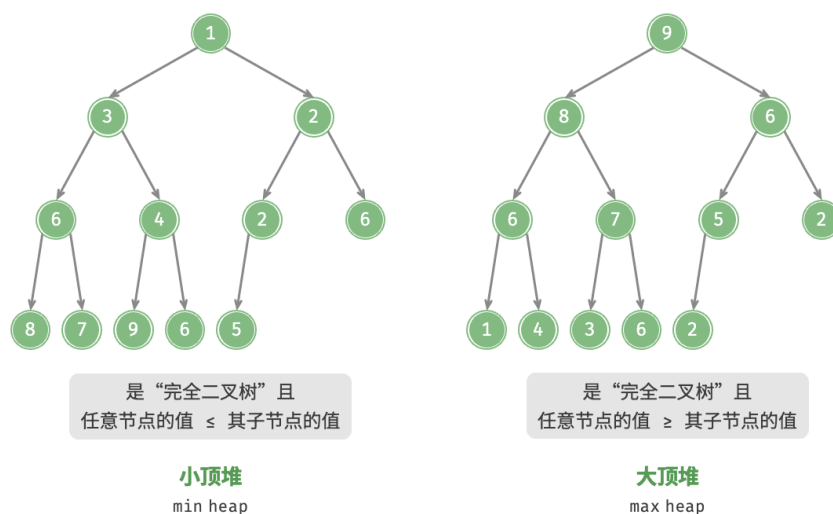 1
3 2
6 4 2 6
8 7 9 6 5
是“完全二叉树”且
任意节点的值 ≤ 其子节点的值
小顶堆
min heap
9
8 6
6 7 5 2
1 4 3 6 2
是“完全二叉树”且
任意节点的值 ≥ 其子节点的值
大顶堆
max heap